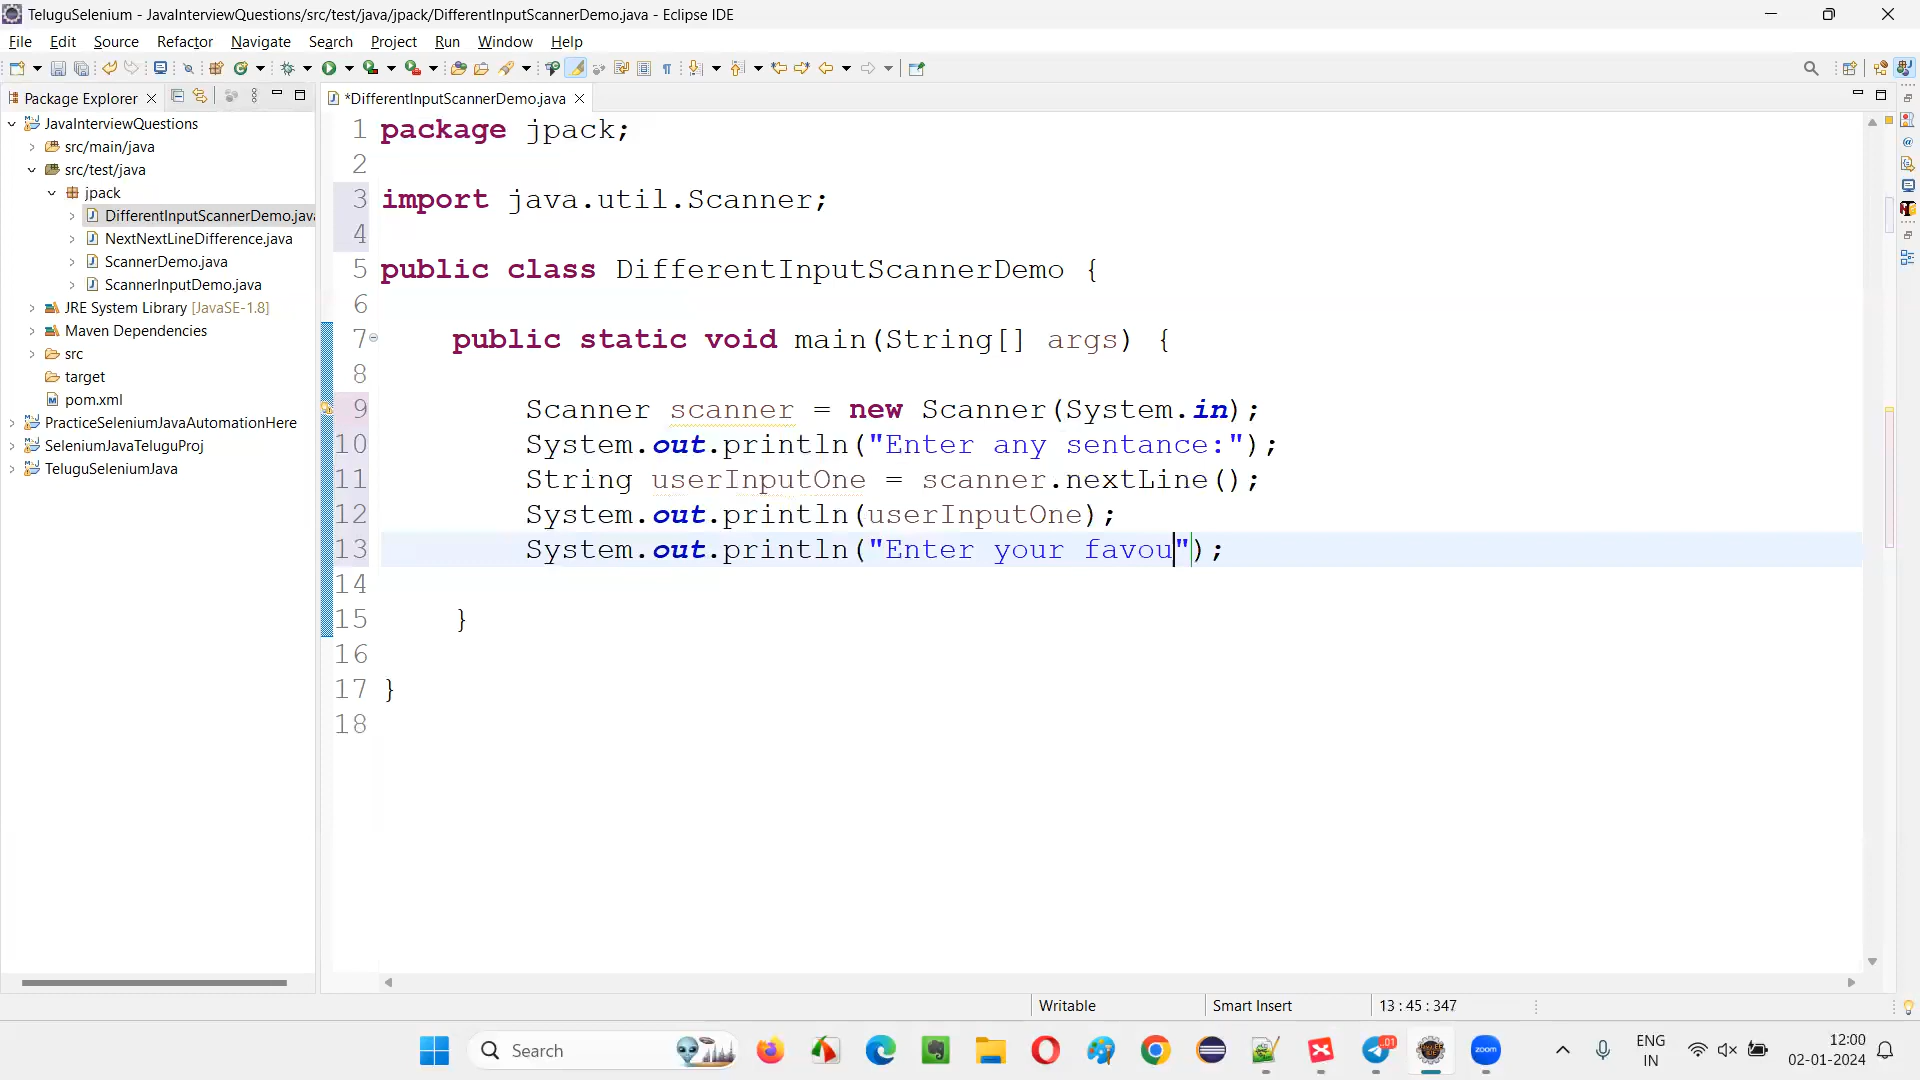 TeluguSelenium - JavaInterviewQuestions/src/test/java/jpack/DifferentInputScannerDemo.java - Eclipse IDE
File Edit Source Refactor Navigate Search Project Run Window Help
Package Explorer
*DifferentInputScannerDemo.java
JavaInterviewQuestions
src/main/java
src/test/java
jpack
DifferentInputScannerDemo.java
NextNextLineDifference.java
ScannerDemo.java
ScannerInputDemo.java
JRE System Library [JavaSE-1.8]
Maven Dependencies
src
target
pom.xml
PracticeSeleniumJavaAutomationHere
SeleniumJavaTeluguProj
TeluguSeleniumJava
1 package jpack;
2
3 import java.util.Scanner;
4
5 public class DifferentInputScannerDemo {
6
7 public static void main(String[] args) {
8
9 Scanner scanner = new Scanner(System.in);
10 System.out.println("Enter any sentance:");
11 String userInputOne = scanner.nextLine();
12 System.out.println(userInputOne);
13 System.out.println("Enter your favou");
14
15 }
16
17 }
18
Writable Smart Insert 13 : 45 : 347
Search
zoom
ENG
IN
12:00
02-01-2024